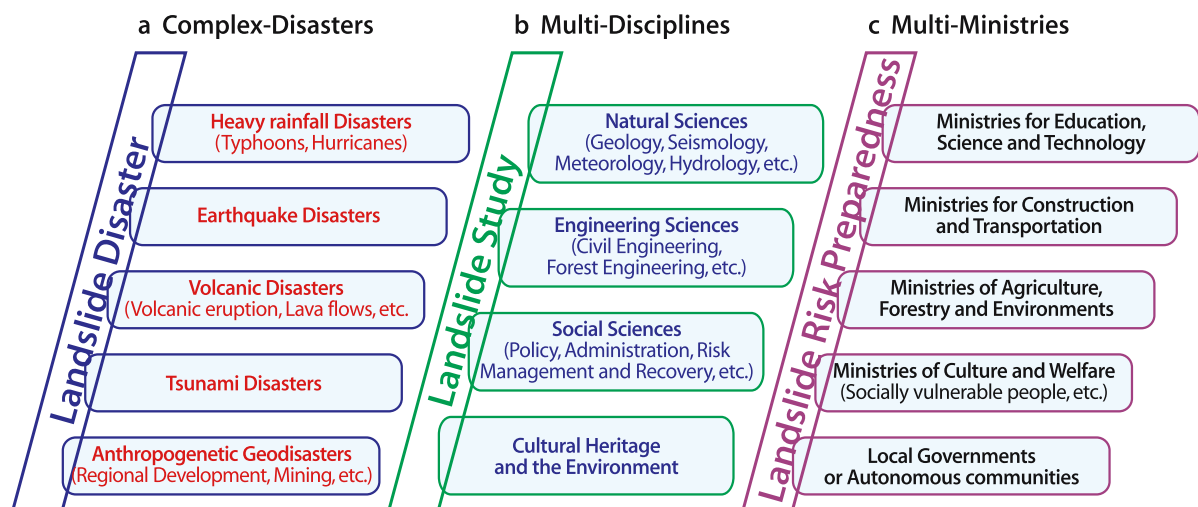 a Complex-Disasters
Landslide Disaster
Heavy rainfall Disasters
(Typhoons, Hurricanes)
Earthquake Disasters
Volcanic Disasters
(Volcanic eruption, Lava flows, etc.
Tsunami Disasters
Anthropogenetic Geodisasters
(Regional Development, Mining, etc.)
b Multi-Disciplines
Landslide Study
Natural Sciences
(Geology, Seismology,
Meteorology, Hydrology, etc.)
Engineering Sciences
(Civil Engineering,
Forest Engineering, etc.)
Social Sciences
(Policy, Administration, Risk
Management and Recovery, etc.)
Cultural Heritage
and the Environment
c Multi-Ministries
Landslide Risk Preparedness
Ministries for Education,
Science and Technology
Ministries for Construction
and Transportation
Ministries of Agriculture,
Forestry and Environments
Ministries of Culture and Welfare
(Socially vulnerable people, etc.)
Local Governments
or Autonomous communities